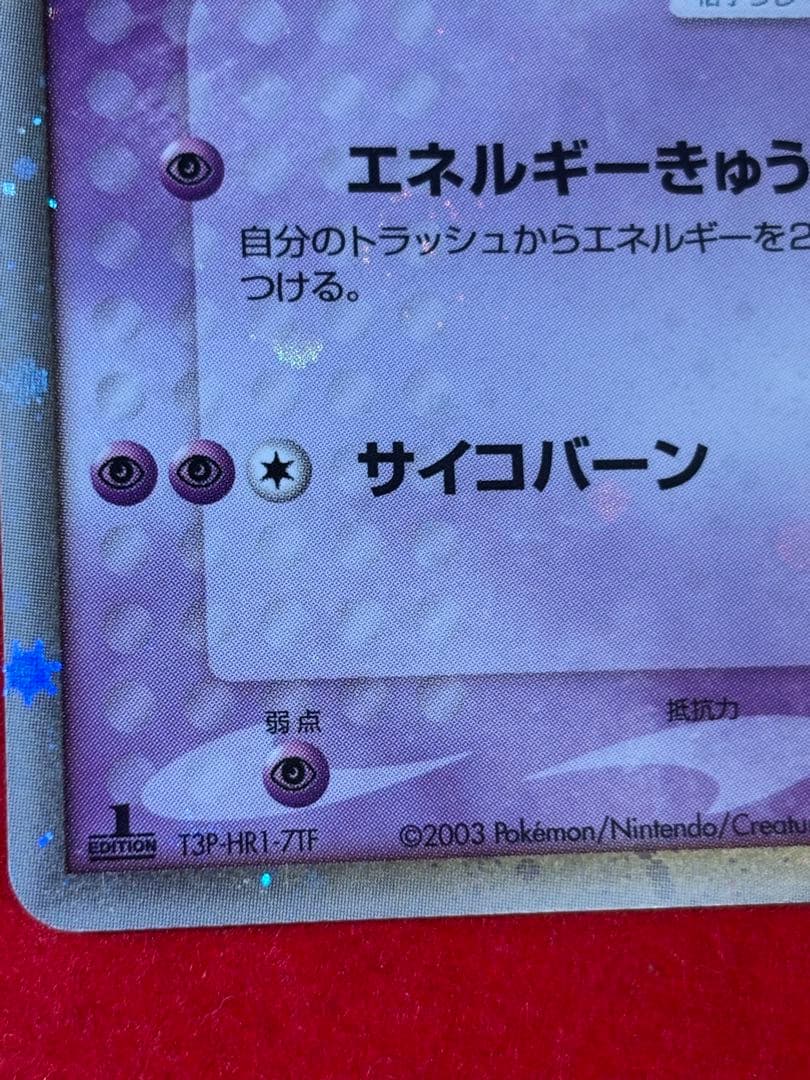 エネルギーきゅう
自分のトラッシュからエネルギーを2
つける。
サイコバーン
弱点
抵抗力
1
EDITION
T3P-HR1-7TF
©2003 Pokémon/Nintendo/Creatu